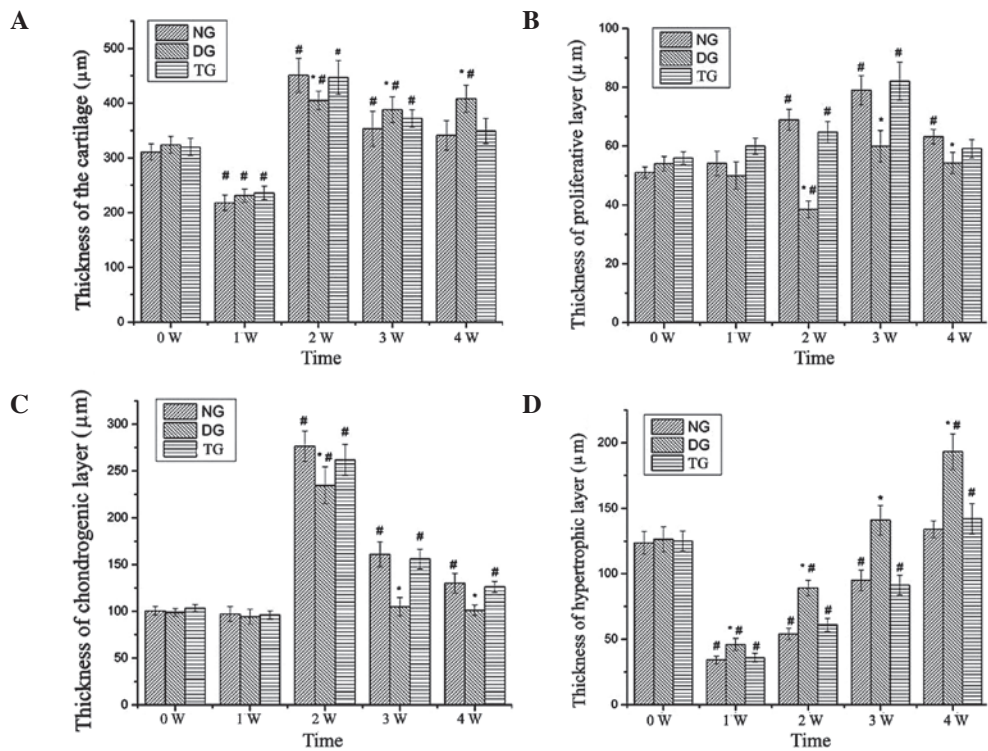 A
NG
DG
TG
Thickness of the cartilage (μm)
500
400
300
200
100
0
# # # # *# # # *# # *#
0 W 1 W 2 W 3 W 4 W
Time
B
NG
DG
TG
Thickness of proliferative layer (μm)
100
80
60
40
20
0
# *# # # * # # *
0 W 1 W 2 W 3 W 4 W
Time
C
NG
DG
TG
Thickness of chondrogenic layer (μm)
300
250
200
150
100
50
0
# *# # # * # # * #
0 W 1 W 2 W 3 W 4 W
Time
D
NG
DG
TG
Thickness of hypertrophic layer (μm)
200
150
100
50
0
# *# # # *# # # * # *# #
0 W 1 W 2 W 3 W 4 W
Time